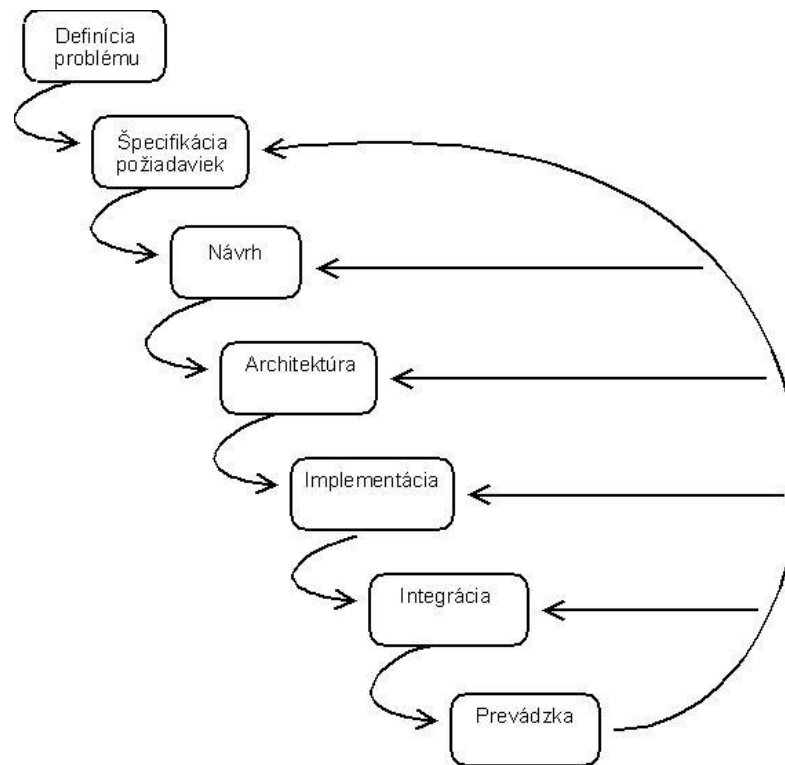 Definícia
problému
Špecifikácia
požiadaviek
Návrh
Architektúra
Implementácia
Integrácia
Prevádzka